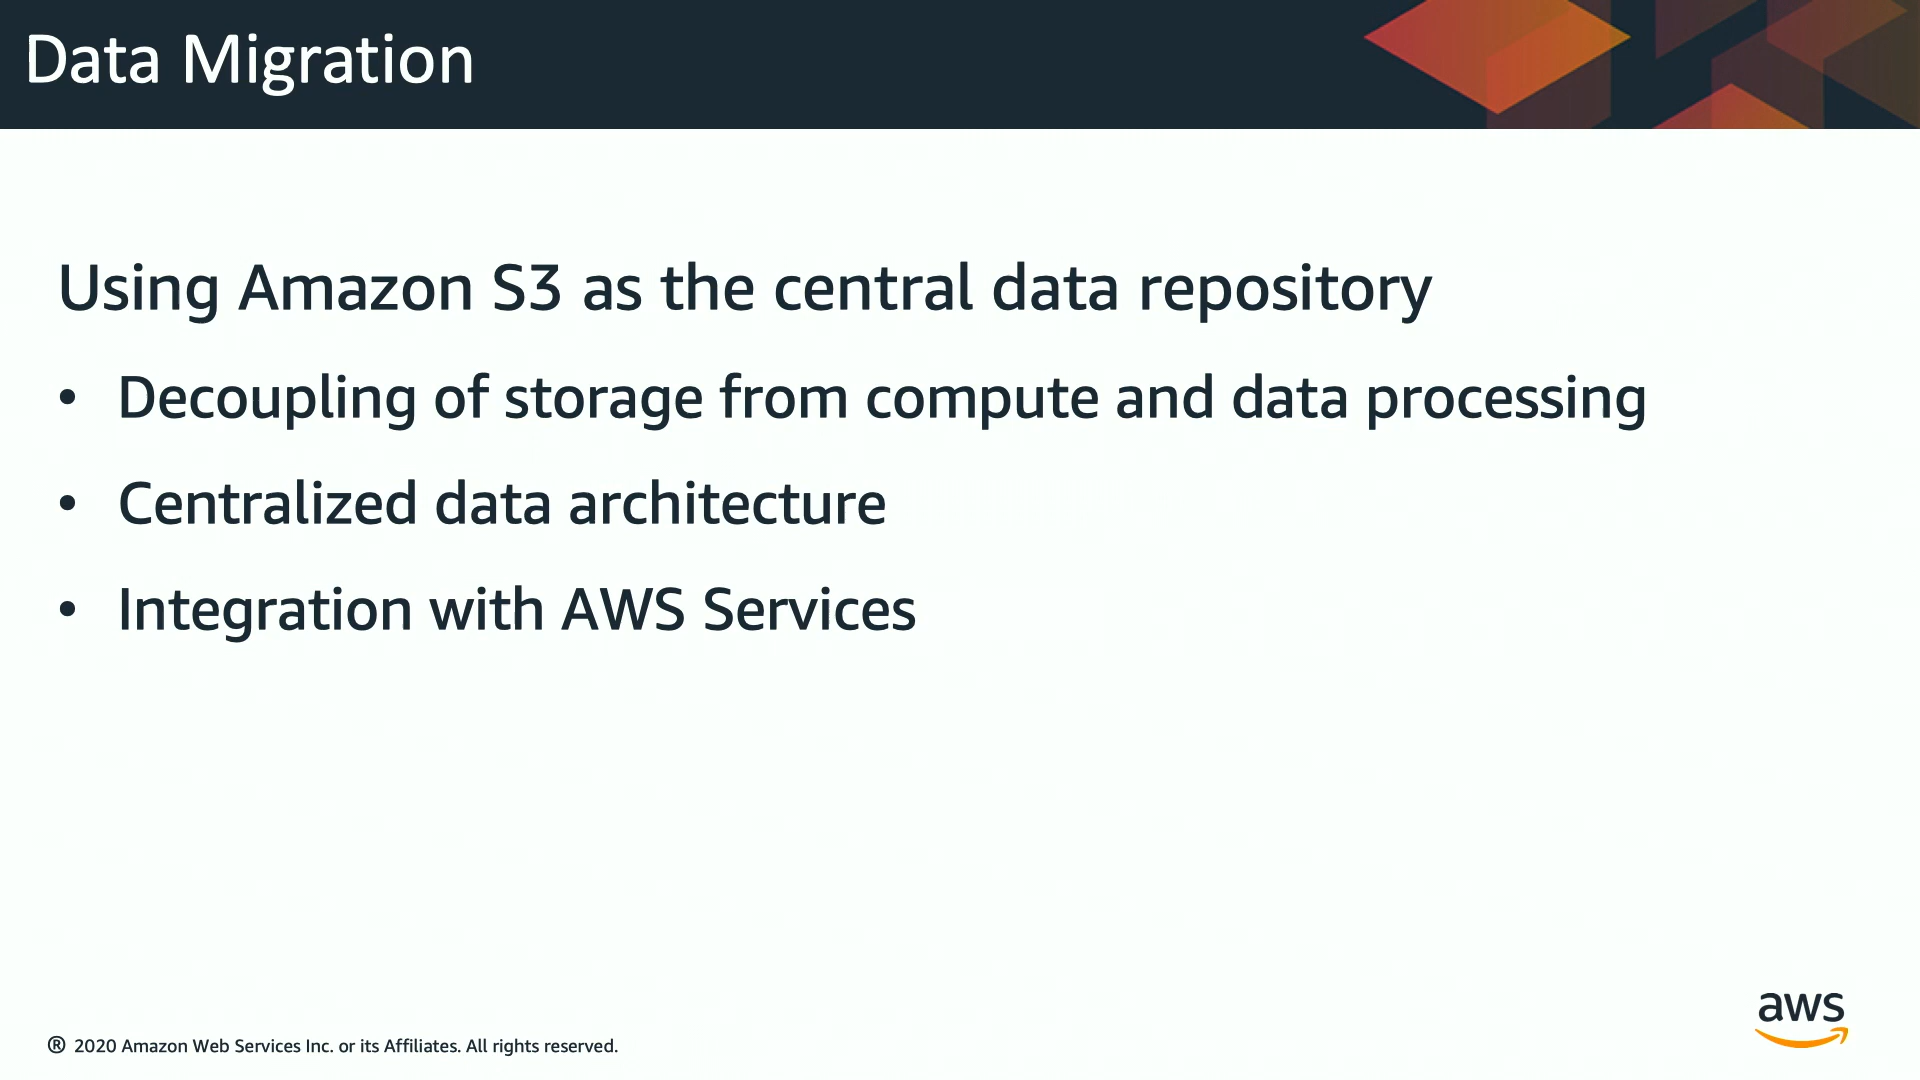 Data Migration
Using Amazon S3 as the central data repository
• Decoupling of storage from compute and data processing
• Centralized data architecture
• Integration with AWS Services
® 2020 Amazon Web Services Inc. or its Affiliates. All rights reserved.
aws